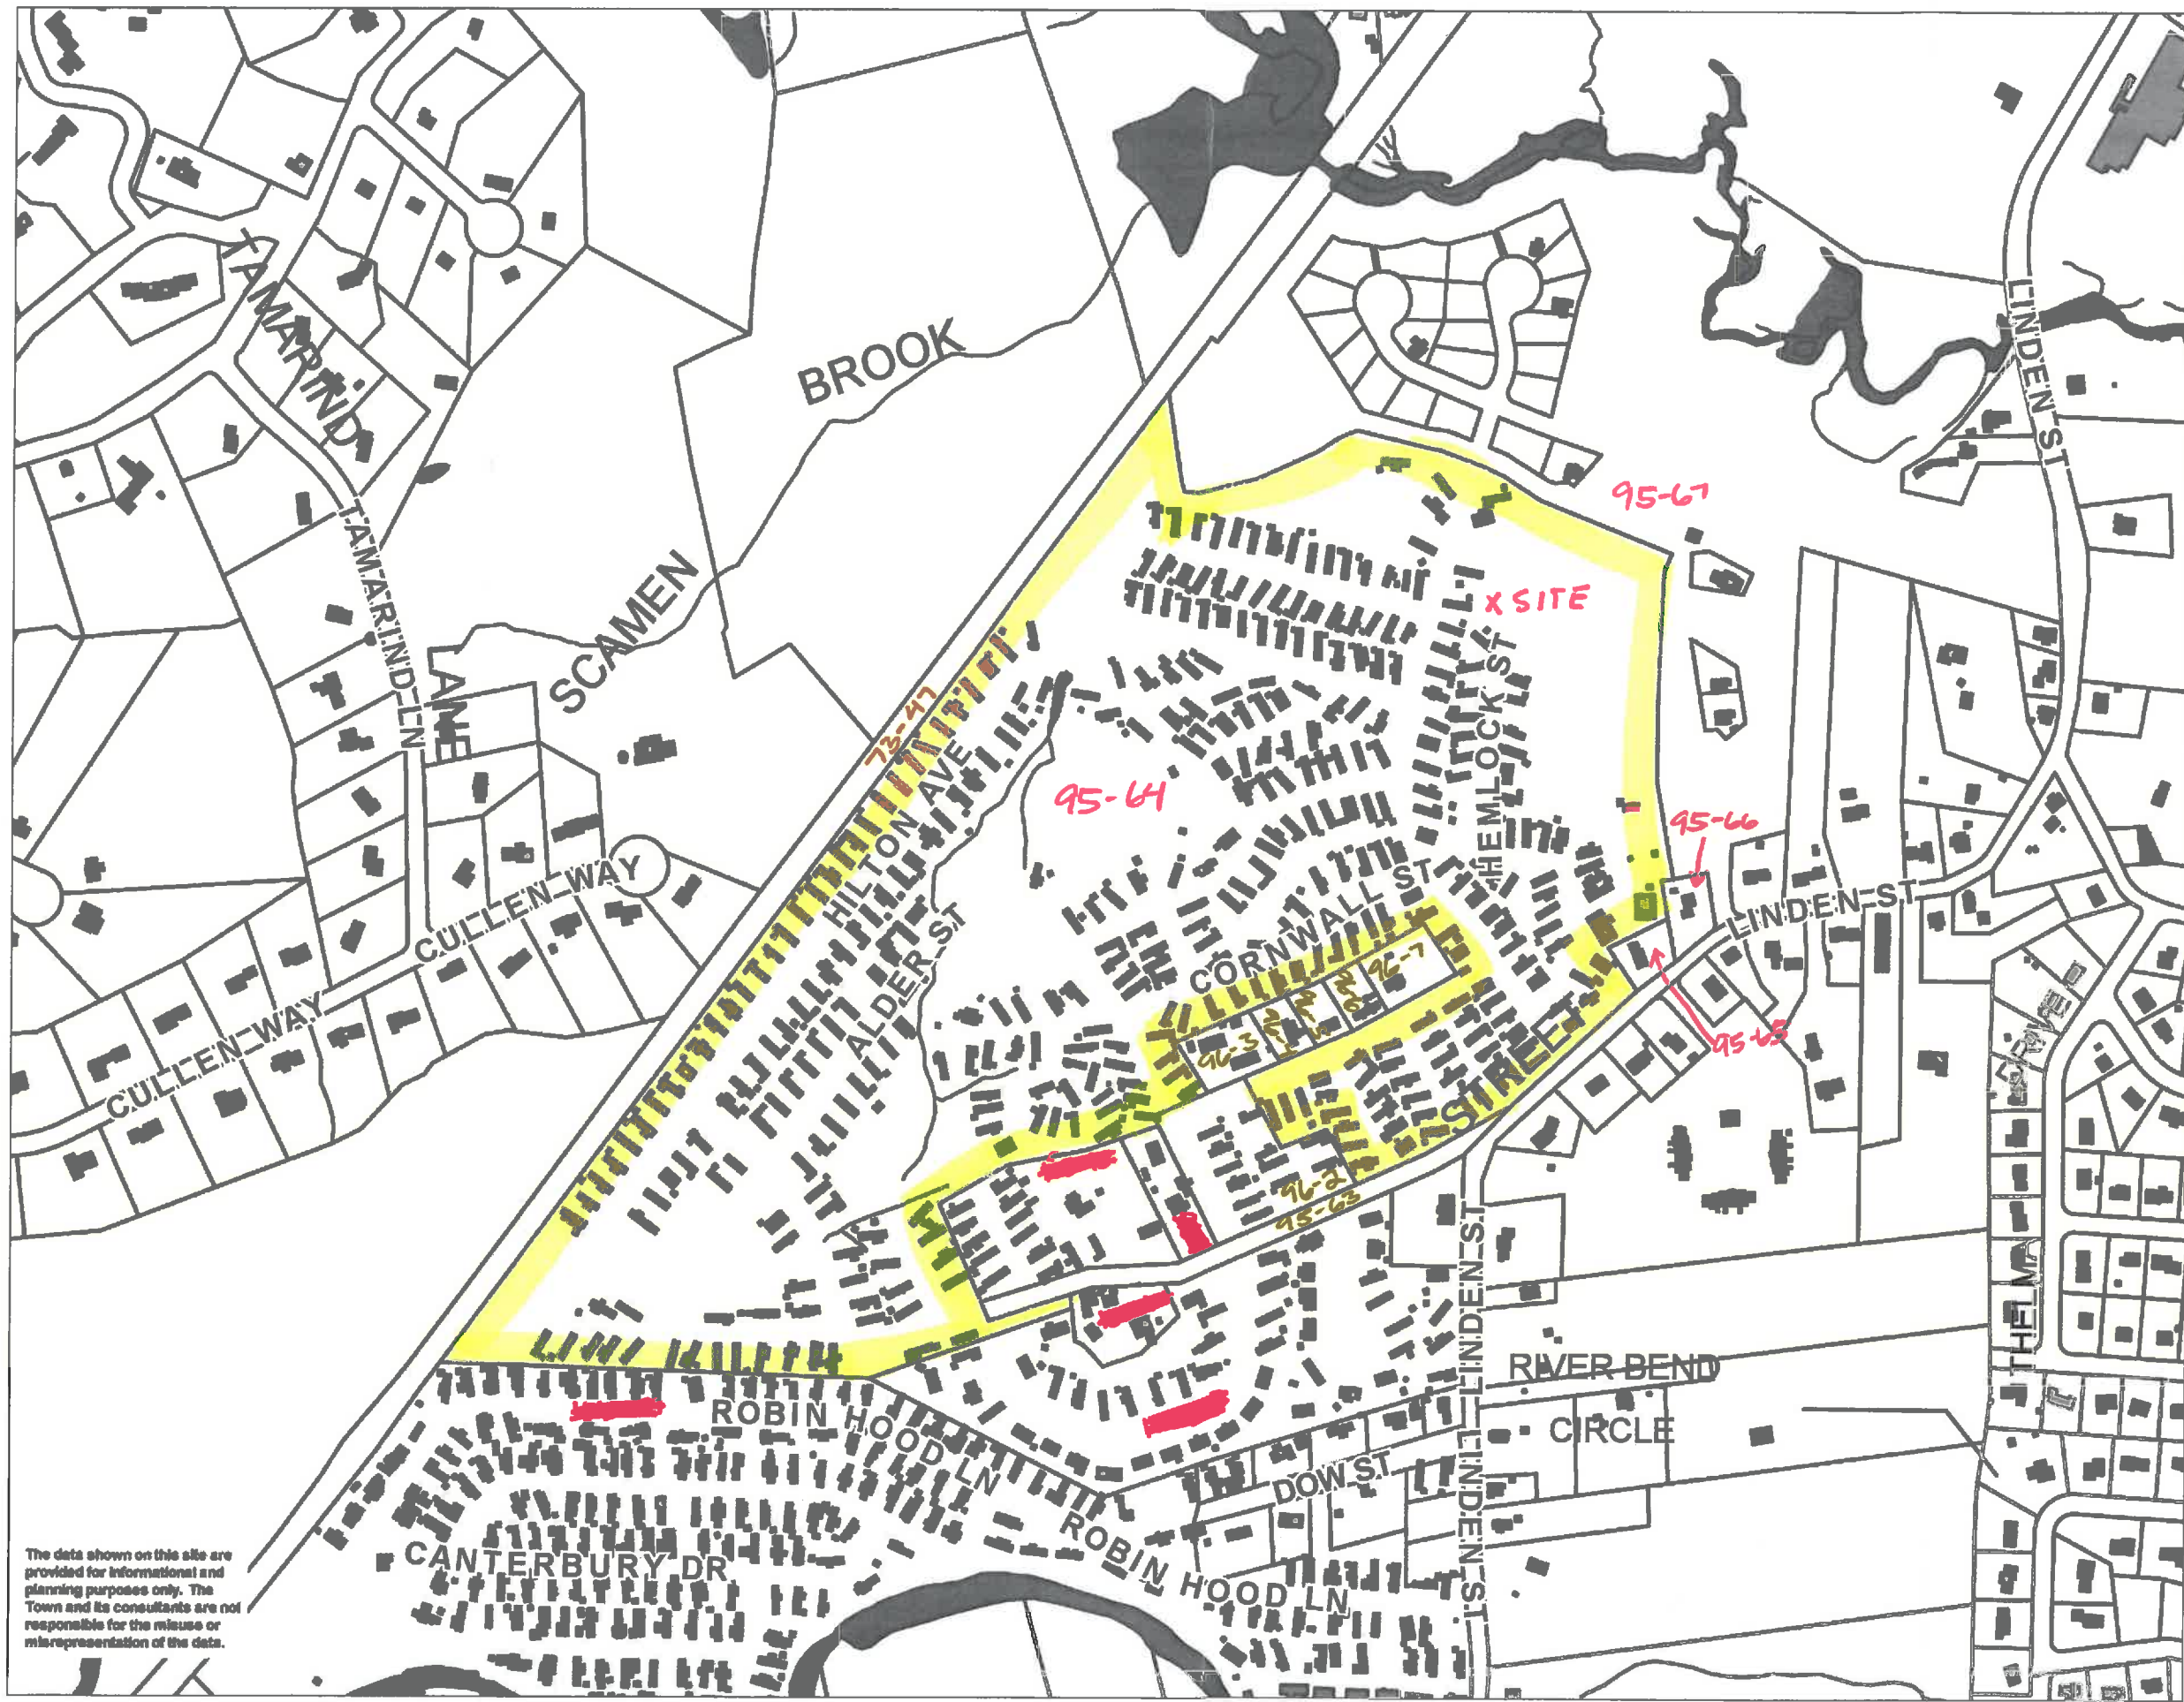 TAMARIND
LINDEN ST
BROOK
95-67
TAMARIND LN
X SITE
SCAMEN
HEMLOCK ST
LANE
73-47
HILTON AVE
95-64
95-66
CULLEN WAY
LINDEN ST
CORNWALL ST
ALDER ST
96-7
96-3
95-65
DRIVE
CULLEN WAY
STREET
96-2
95-63
LINDEN ST
THELMA
RIVER BEND
CIRCLE
ROBIN HOOD LN
DOW ST
LINDEN ST
ROBIN HOOD LN
CANTERBURY DR
The data shown on this site are
provided for informational and
planning purposes only. The
Town and its consultants are not
responsible for the misuse or
misrepresentation of the data.